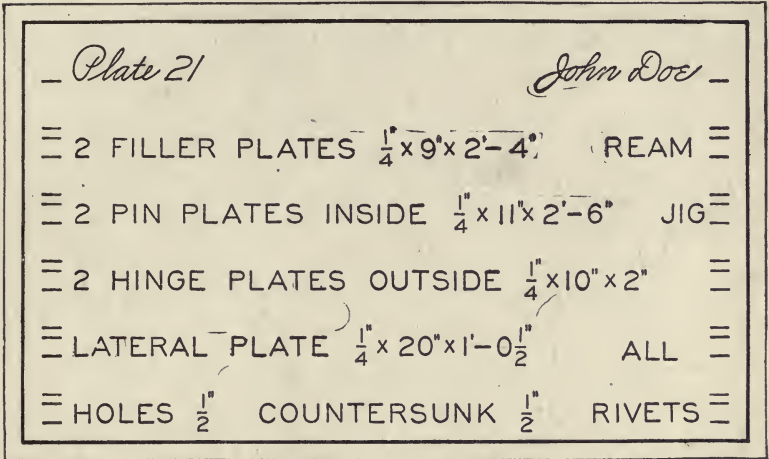 Plate 21 John Doe
2 FILLER PLATES 1/4" x 9" x 2'-4" REAM
2 PIN PLATES INSIDE 1/4" x 11" x 2'-6" JIG
2 HINGE PLATES OUTSIDE 1/4" x 10" x 2"
LATERAL PLATE 1/4" x 20" x 1'-0 1/2" ALL
HOLES 1/2" COUNTERSUNK 1/2" RIVETS